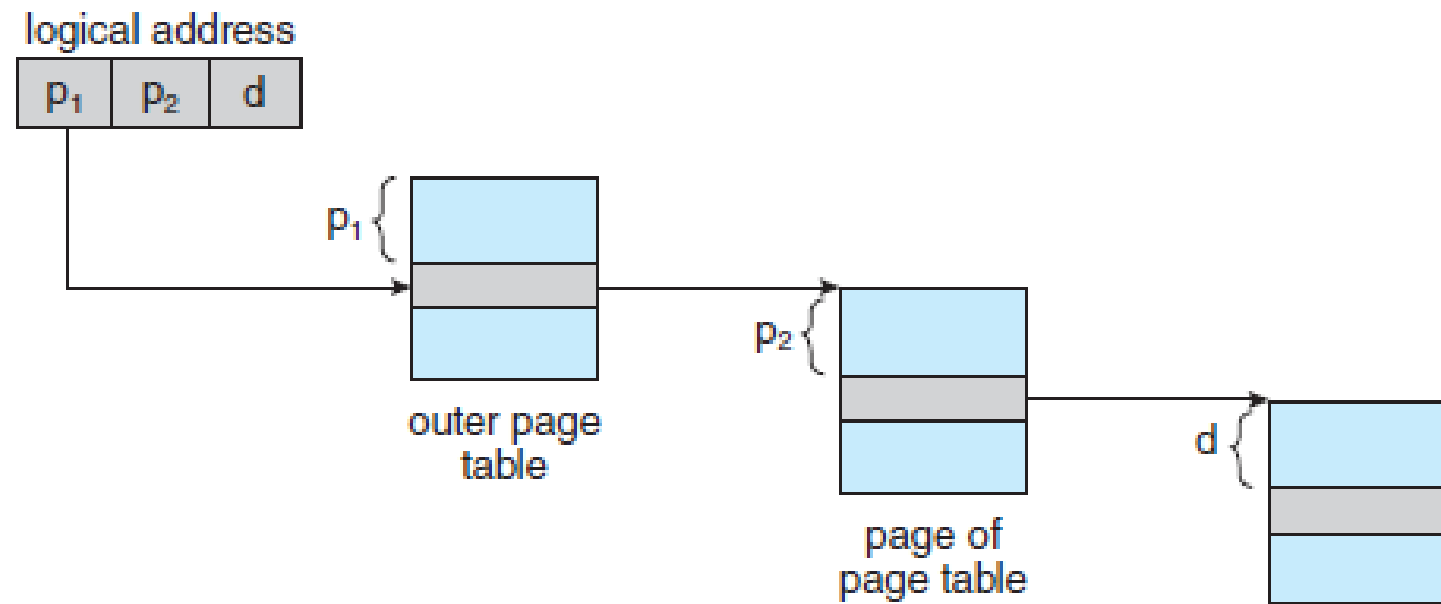 logical address
p₁ p₂ d
p₁
outer page
table
p₂
page of
page table
d